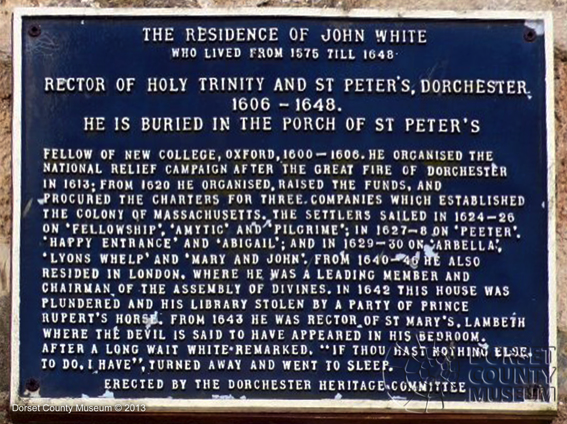 THE RESIDENCE OF JOHN WHITE
WHO LIVED FROM 1575 TILL 1648
RECTOR OF HOLY TRINITY AND ST PETER'S, DORCHESTER
1606 – 1648.
HE IS BURIED IN THE PORCH OF ST PETER'S
FELLOW OF NEW COLLEGE, OXFORD, 1600 – 1606. HE ORGANISED THE
NATIONAL RELIEF CAMPAIGN AFTER THE GREAT FIRE OF DORCHESTER
IN 1613; FROM 1620 HE ORGANISED, RAISED THE FUNDS, AND
PROCURED THE CHARTERS FOR THREE COMPANIES WHICH ESTABLISHED
THE COLONY OF MASSACHUSETTS. THE SETTLERS SAILED IN 1624–26
ON 'FELLOWSHIP', 'AMYTIC' AND 'PILGRIME'; IN 1627–8 ON 'PEETER',
'HAPPY ENTRANCE' AND 'ABIGAIL'; AND IN 1629–30 ON 'ARBELLA',
'LYONS WHELP' AND 'MARY AND JOHN'. FROM 1640–46 HE ALSO
RESIDED IN LONDON, WHERE HE WAS A LEADING MEMBER AND
CHAIRMAN OF THE ASSEMBLY OF DIVINES. IN 1642 THIS HOUSE WAS
PLUNDERED AND HIS LIBRARY STOLEN BY A PARTY OF PRINCE
RUPERT'S HORSE. FROM 1643 HE WAS RECTOR OF ST MARY'S, LAMBETH
WHERE THE DEVIL IS SAID TO HAVE APPEARED IN HIS BEDROOM.
AFTER A LONG WAIT WHITE REMARKED, "IF THOU HAST NOTHING ELSE
TO DO, I HAVE", TURNED AWAY AND WENT TO SLEEP.
ERECTED BY THE DORCHESTER HERITAGE COMMITTEE
DORSET
COUNTY
MUSEUM
Dorset County Museum © 2013